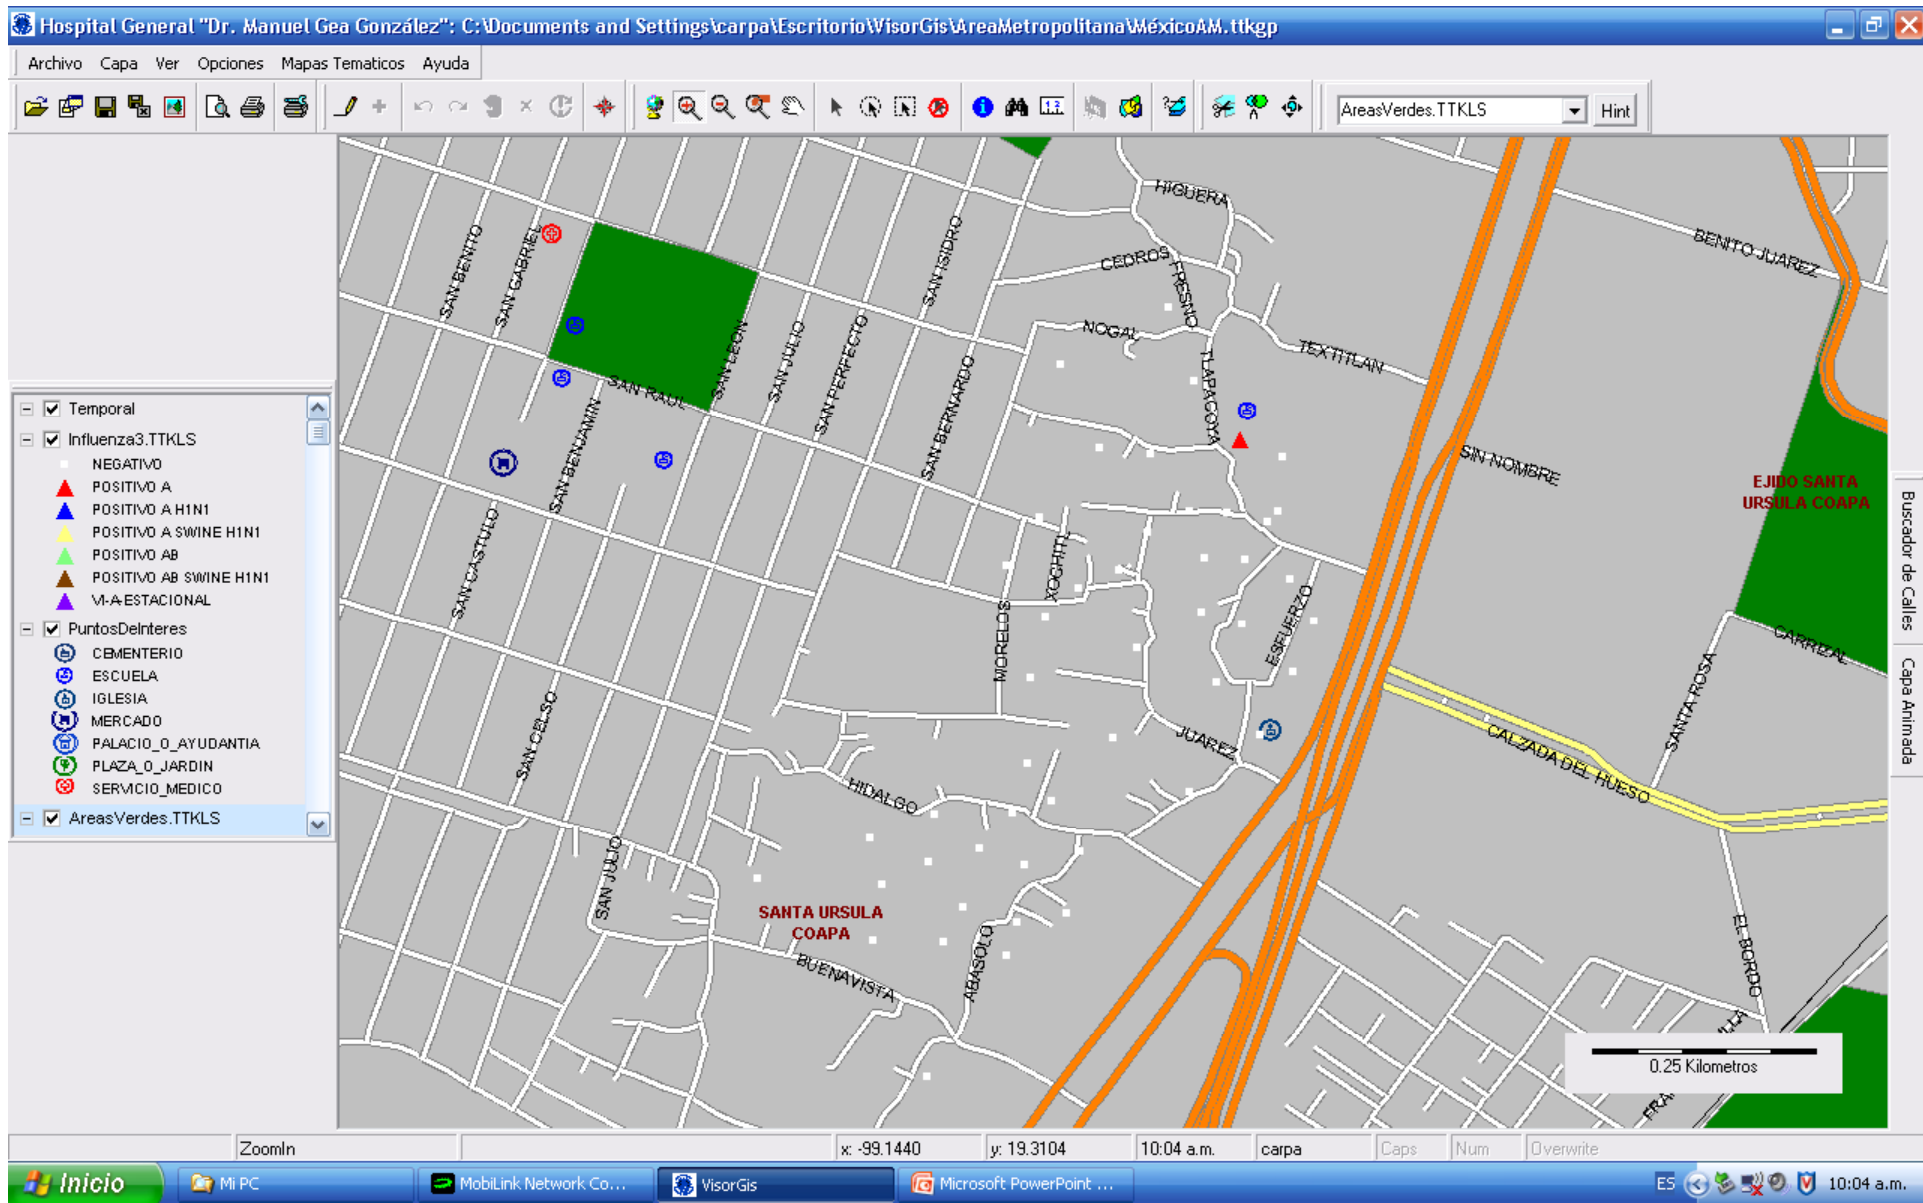 Hospital General "Dr. Manuel Gea González": C:\Documents and Settings\carpa\Escritorio\VisorGis\AreaMetropolitana\MéxicoAM.ttkgp
Archivo Capa Ver Opciones Mapas Tematicos Ayuda
AreasVerdes.TTKLS Hint
Temporal
Influenza3.TTKLS
NEGATIVO
POSITIVO A
POSITIVO A H1N1
POSITIVO A SWINE H1N1
POSITIVO AB
POSITIVO AB SWINE H1N1
VI-A-ESTACIONAL
PuntosDeInteres
CEMENTERIO
ESCUELA
IGLESIA
MERCADO
PALACIO_O_AYUDANTIA
PLAZA_O_JARDIN
SERVICIO_MEDICO
AreasVerdes.TTKLS
HIGUERA
BENITO JUAREZ
SAN BENITO
SAN GABRIEL
SAN ISIDRO
CEDROS
FRESNO
NOGAL
TEXTITLAN
SAN LEON
SAN JULIO
SAN PERFECTO
SAN RAUL
SAN BERNARDO
TLAPACOYA
SAN BENJAMIN
SIN NOMBRE
EJIDO SANTA
URSULA COAPA
SAN CASTULO
XOCHITL
MORELOS
ESFUERZO
CARRIZAL
SANTA ROSA
SAN CELSO
JUAREZ
CALZADA DEL HUESO
HIDALGO
SAN JULIO
SANTA URSULA
COAPA
ABASOLO
BUENAVISTA
EL BORDO
0.25 Kilometros
Buscador de Calles
Capa Animada
ZoomIn x: -99.1440 y: 19.3104 10:04 a.m. carpa Caps Num Overwrite
Inicio Mi PC MobiLink Network Co... VisorGis Microsoft PowerPoint ... ES 10:04 a.m.